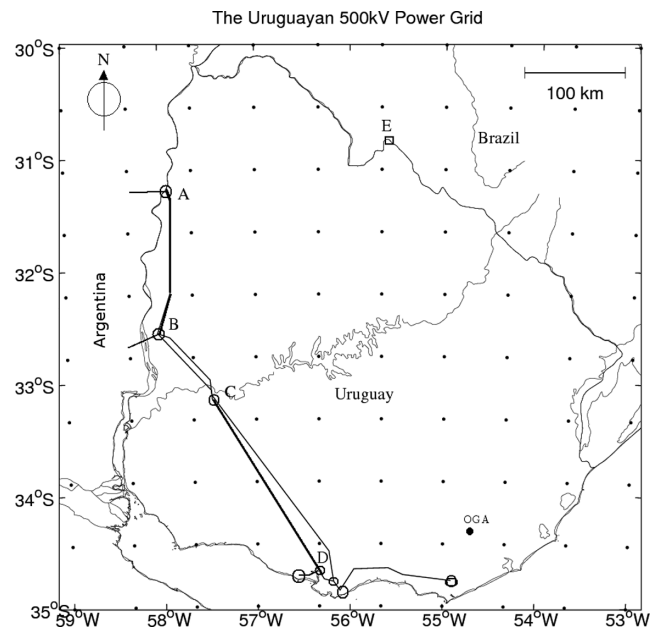 The Uruguayan 500kV Power Grid
30°S
N
100 km
E
Brazil
31°S
A
32°S
Argentina
B
33°S
C
Uruguay
34°S
OGA
D
35°S
59°W
58°W
57°W
56°W
55°W
54°W
53°W